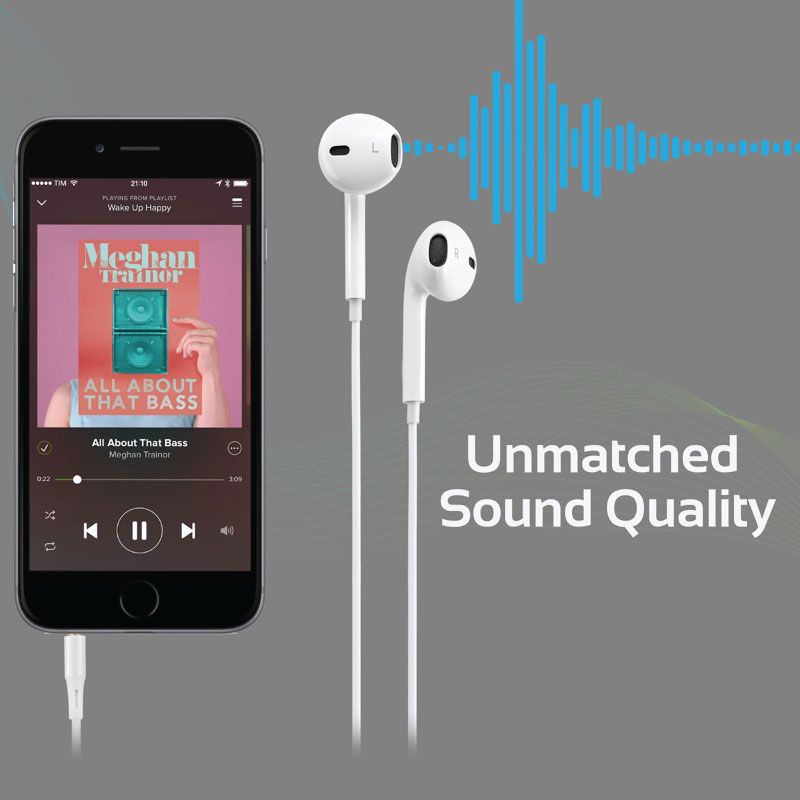 TIM
21:10
PLAYING FROM PLAYLIST
Wake Up Happy
Meghan
Trainor
ALL ABOUT
THAT BASS
All About That Bass
Meghan Trainor
0:22
3:09
L
R
Unmatched
Sound Quality